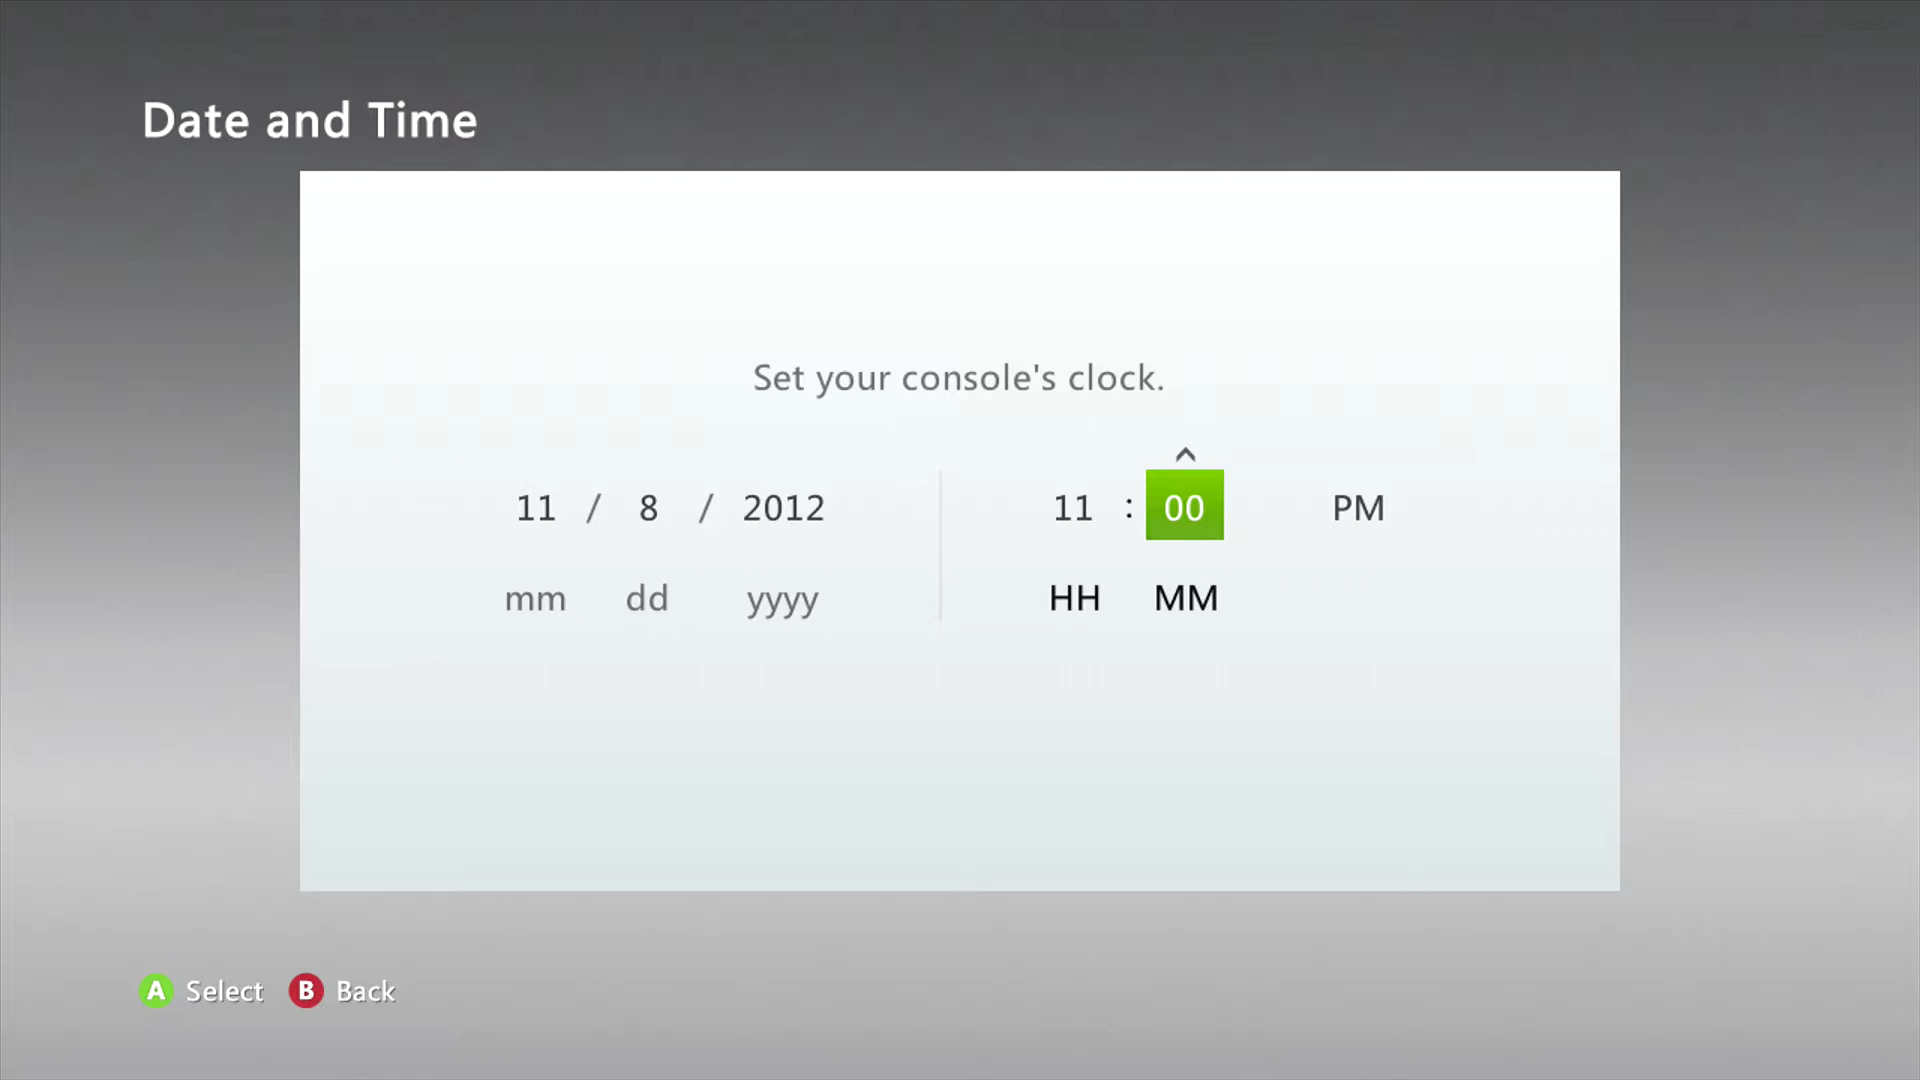 Date and Time
Set your console's clock.
11 / 8 / 2012 11 : 00 PM
mm dd yyyy HH MM
A Select B Back